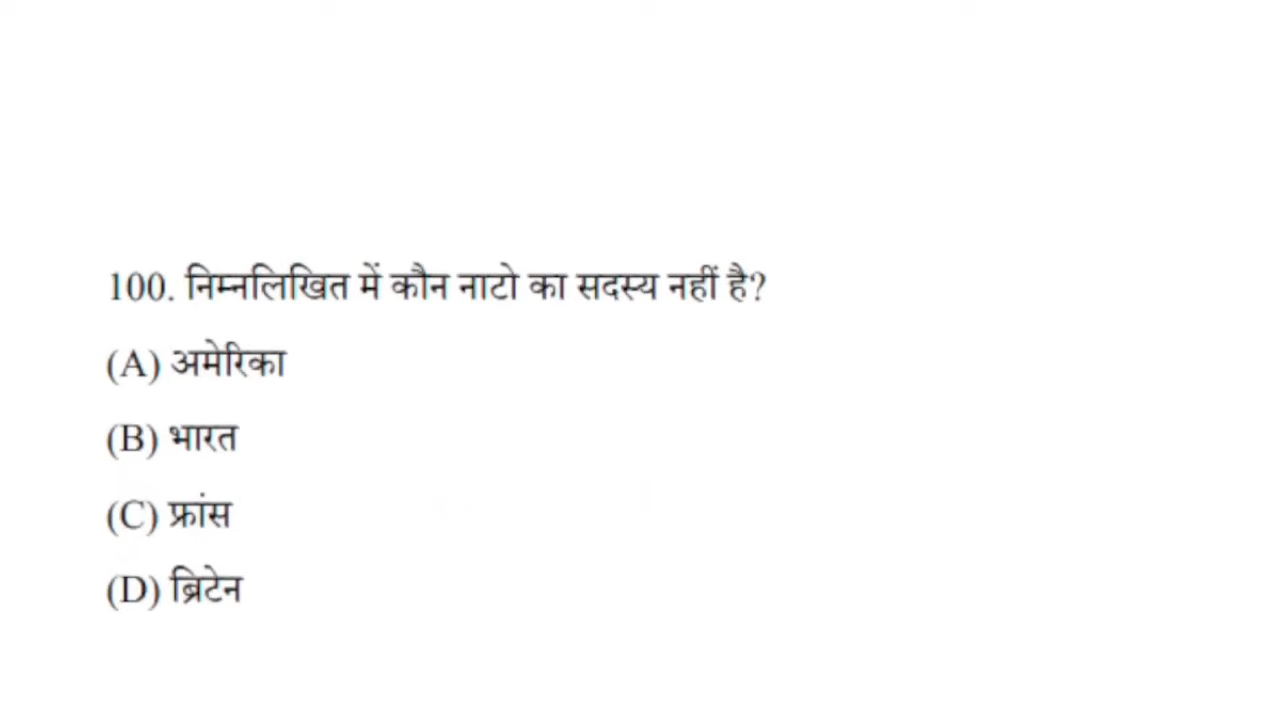 100. निम्नलिखित में कौन नाटो का सदस्य नहीं है?
(A) अमेरिका
(B) भारत
(C) फ्रांस
(D) ब्रिटेन